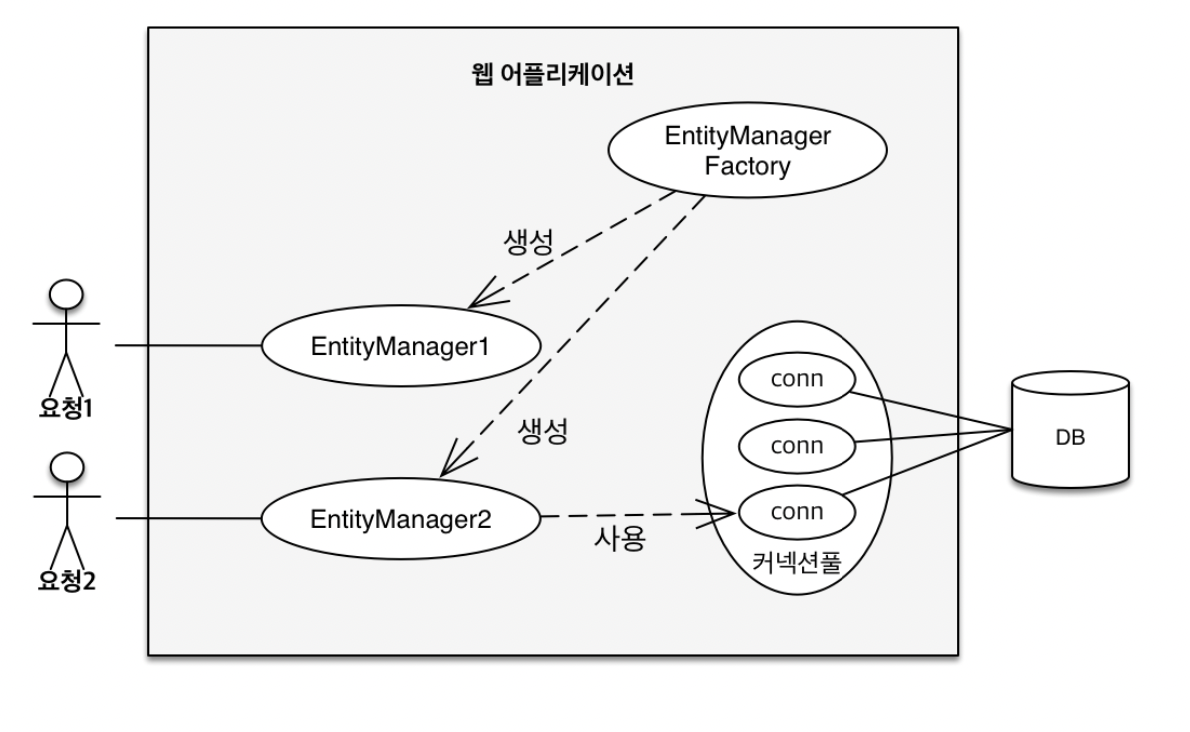 웹 어플리케이션
EntityManager
Factory
생성
요청1
EntityManager1
conn
conn
conn
커넥션풀
DB
생성
요청2
EntityManager2
사용